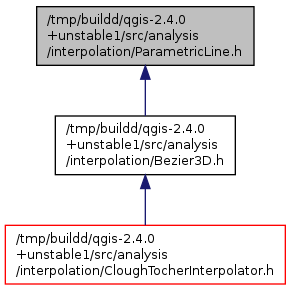 /tmp/buildd/qgis-2.4.0
+unstable1/src/analysis
/interpolation/ParametricLine.h
/tmp/buildd/qgis-2.4.0
+unstable1/src/analysis
/interpolation/Bezier3D.h
/tmp/buildd/qgis-2.4.0
+unstable1/src/analysis
/interpolation/CloughTocherInterpolator.h